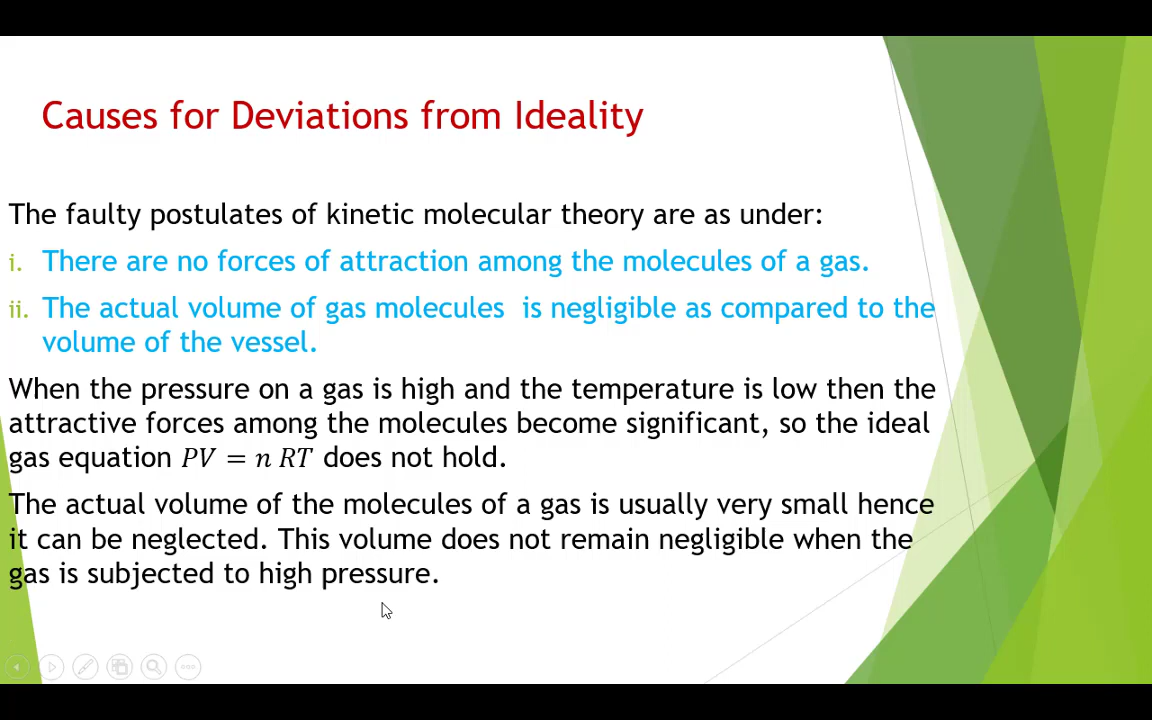 Causes for Deviations from Ideality
The faulty postulates of kinetic molecular theory are as under:
i. There are no forces of attraction among the molecules of a gas.
ii. The actual volume of gas molecules  is negligible as compared to the
volume of the vessel.
When the pressure on a gas is high and the temperature is low then the
attractive forces among the molecules become significant, so the ideal
gas equation PV = n RT does not hold.
The actual volume of the molecules of a gas is usually very small hence
it can be neglected. This volume does not remain negligible when the
gas is subjected to high pressure.